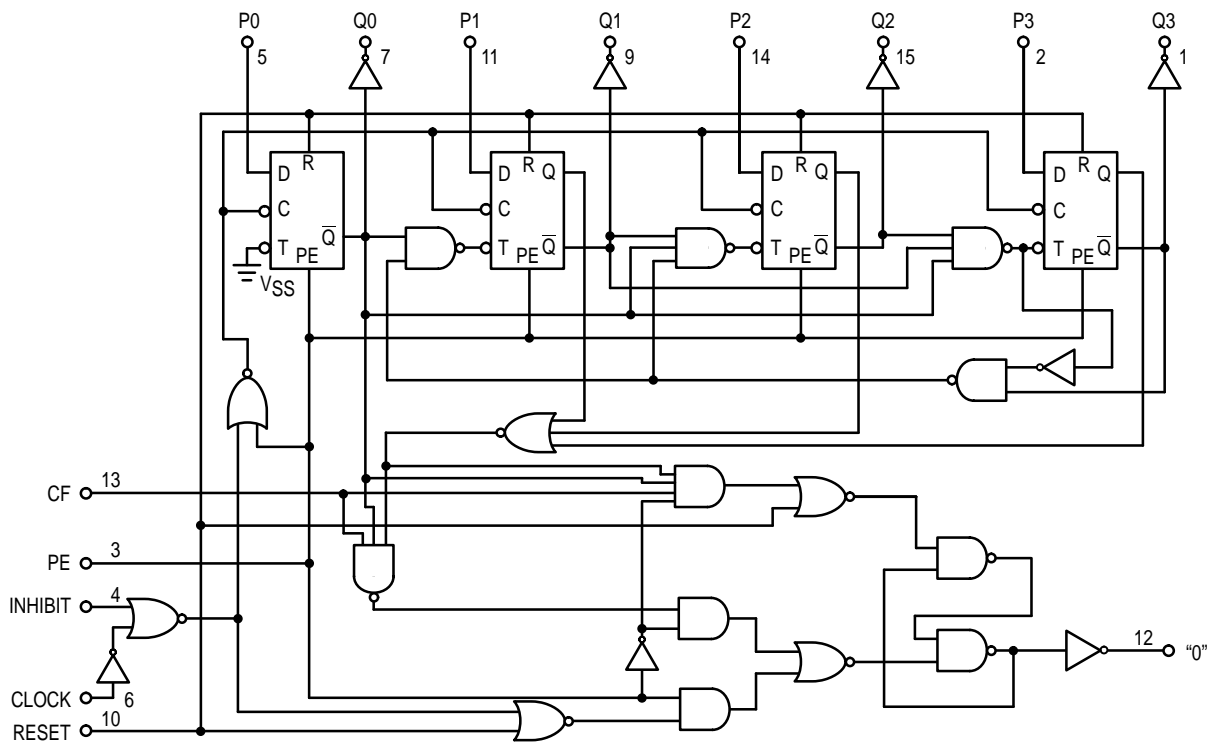 P0 Q0 P1 Q1 P2 Q2 P3 Q3
5 7 11 9 14 15 2 1
R R R R
D D Q D Q D Q
C C C C
T PE Q̅ T PE Q̅ T PE Q̅ T PE Q̅
VSS
CF 13
PE 3
INHIBIT 4
CLOCK 6
RESET 10
12 “0”